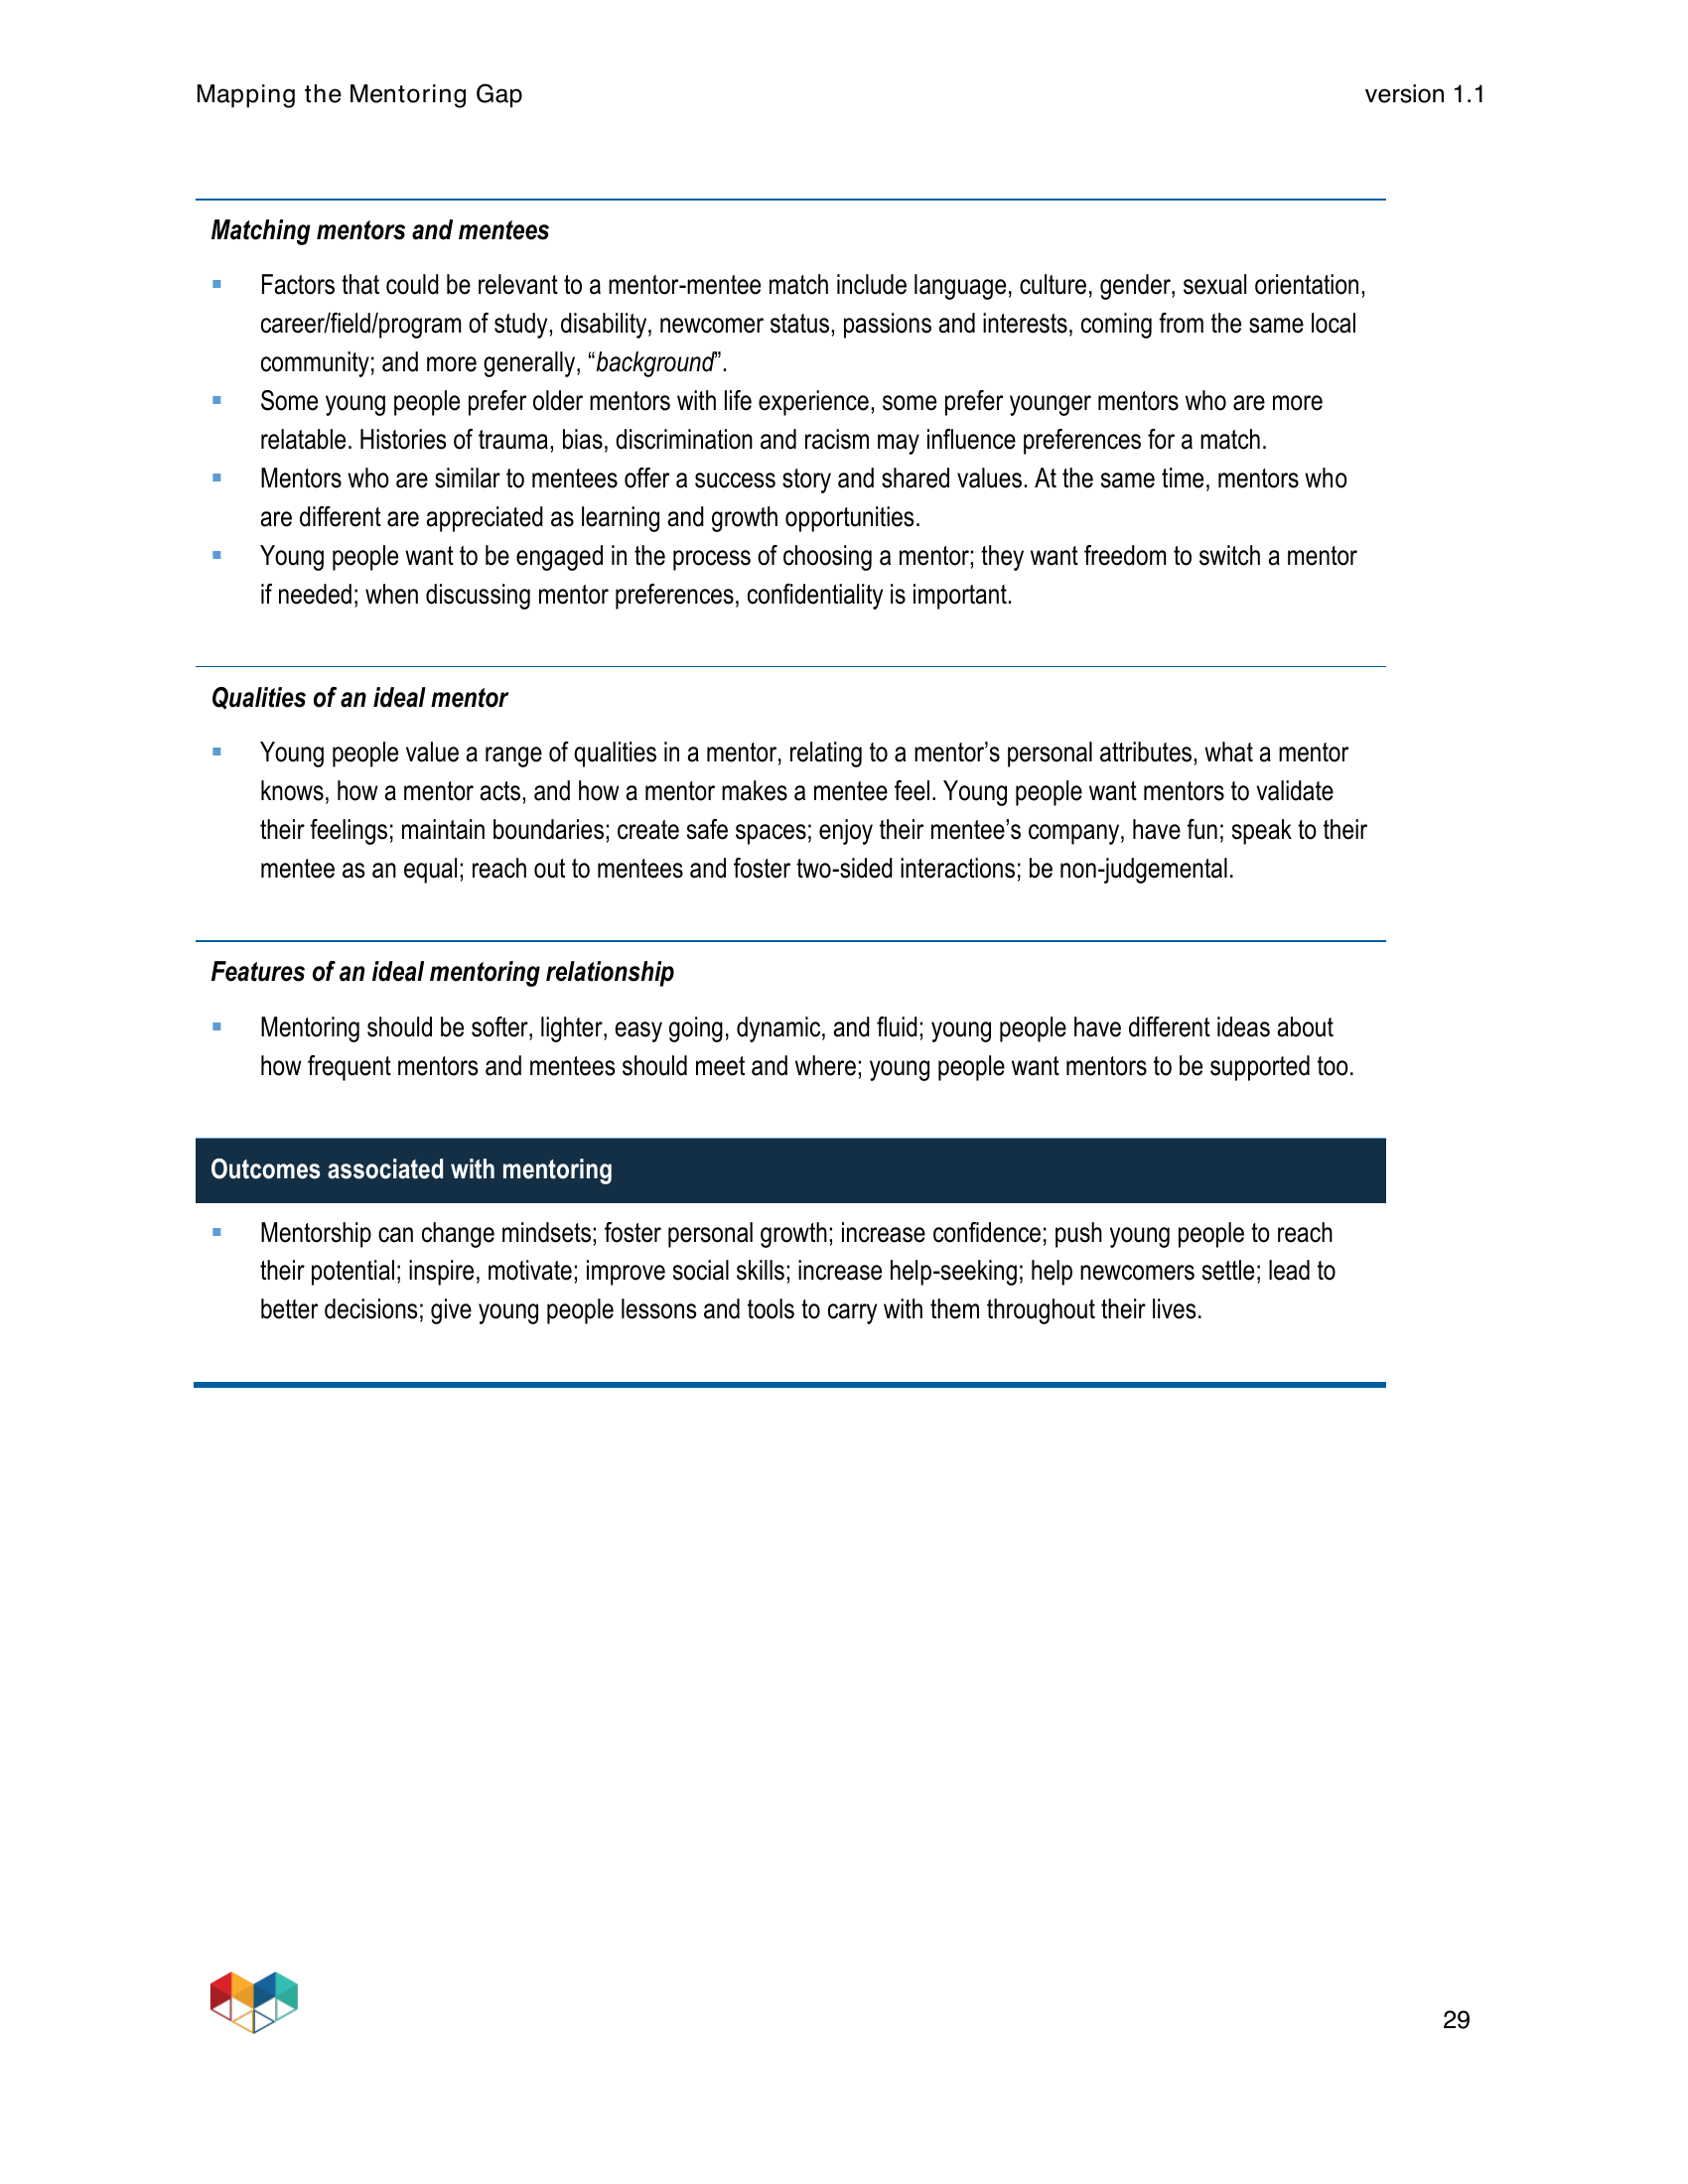 Mapping the Mentoring Gap
version 1.1
Matching mentors and mentees
▪ Factors that could be relevant to a mentor-mentee match include language, culture, gender, sexual orientation,
career/field/program of study, disability, newcomer status, passions and interests, coming from the same local
community; and more generally, “background”.
▪ Some young people prefer older mentors with life experience, some prefer younger mentors who are more
relatable. Histories of trauma, bias, discrimination and racism may influence preferences for a match.
▪ Mentors who are similar to mentees offer a success story and shared values. At the same time, mentors who
are different are appreciated as learning and growth opportunities.
▪ Young people want to be engaged in the process of choosing a mentor; they want freedom to switch a mentor
if needed; when discussing mentor preferences, confidentiality is important.
Qualities of an ideal mentor
▪ Young people value a range of qualities in a mentor, relating to a mentor’s personal attributes, what a mentor
knows, how a mentor acts, and how a mentor makes a mentee feel. Young people want mentors to validate
their feelings; maintain boundaries; create safe spaces; enjoy their mentee’s company, have fun; speak to their
mentee as an equal; reach out to mentees and foster two-sided interactions; be non-judgemental.
Features of an ideal mentoring relationship
▪ Mentoring should be softer, lighter, easy going, dynamic, and fluid; young people have different ideas about
how frequent mentors and mentees should meet and where; young people want mentors to be supported too.
Outcomes associated with mentoring
▪ Mentorship can change mindsets; foster personal growth; increase confidence; push young people to reach
their potential; inspire, motivate; improve social skills; increase help-seeking; help newcomers settle; lead to
better decisions; give young people lessons and tools to carry with them throughout their lives.
29